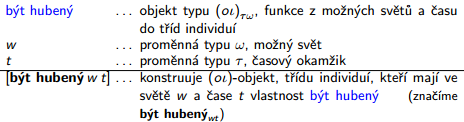 být hubený ... objekt typu (οι)τω, funkce z možných světů a času
do tříd individuí
w ... proměnná typu ω, možný svět
t ... proměnná typu τ, časový okamžik
[být hubený w t] ... konstruuje (οι)-objekt, třídu individuí, kteří mají ve
světě w a čase t vlastnost být hubený (značíme
být hubenýwt)